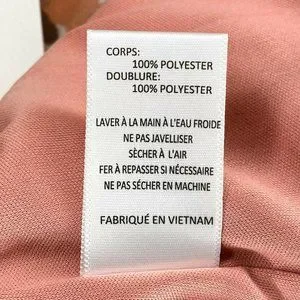 CORPS:
100% POLYESTER
DOUBLURE:
100% POLYESTER
LAVER À LA MAIN À L'EAU FROIDE
NE PAS JAVELLISER
SÈCHER À L'AIR
FER À REPASSER SI NÉCESSAIRE
NE PAS SÉCHER EN MACHINE
FABRIQUÉ EN VIETNAM